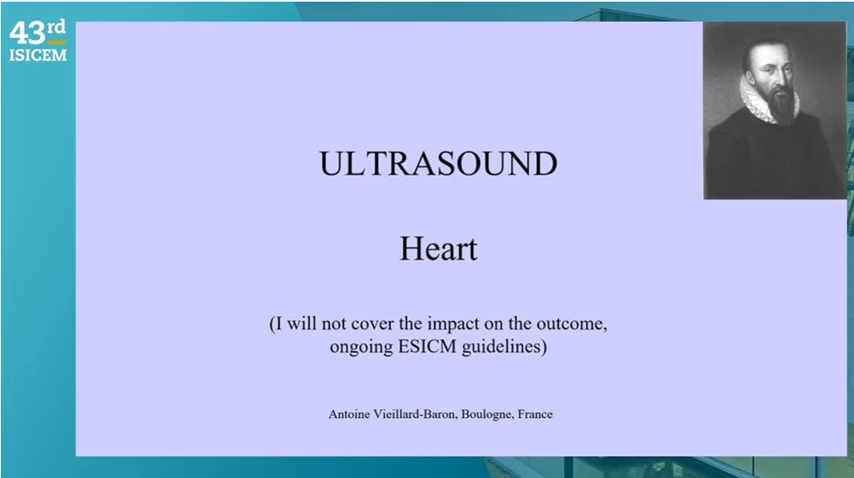 43rd
ISICEM
ULTRASOUND
Heart
(I will not cover the impact on the outcome,
ongoing ESICM guidelines)
Antoine Vieillard-Baron, Boulogne, France